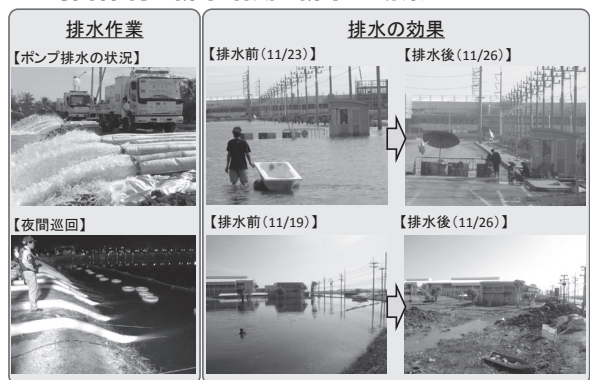 排水作業
【ポンプ排水の状況】
【夜間巡回】
排水の効果
【排水前(11/23)】
【排水後(11/26)】
【排水前(11/19)】
【排水後(11/26)】